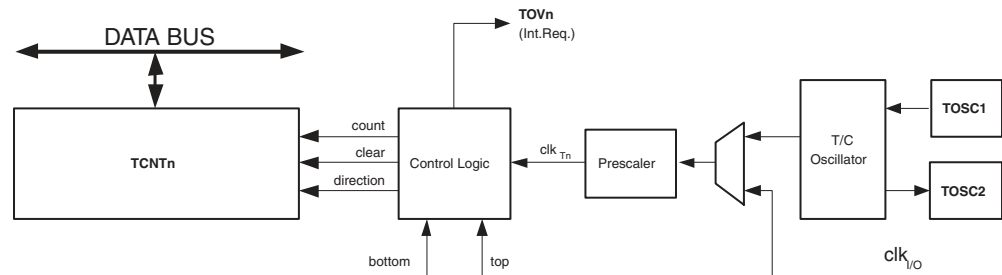 TOVn
(Int.Req.)
DATA BUS
TCNTn
count
clear
direction
Control Logic
clk Tn
Prescaler
T/C
Oscillator
TOSC1
TOSC2
bottom
top
clk I/O